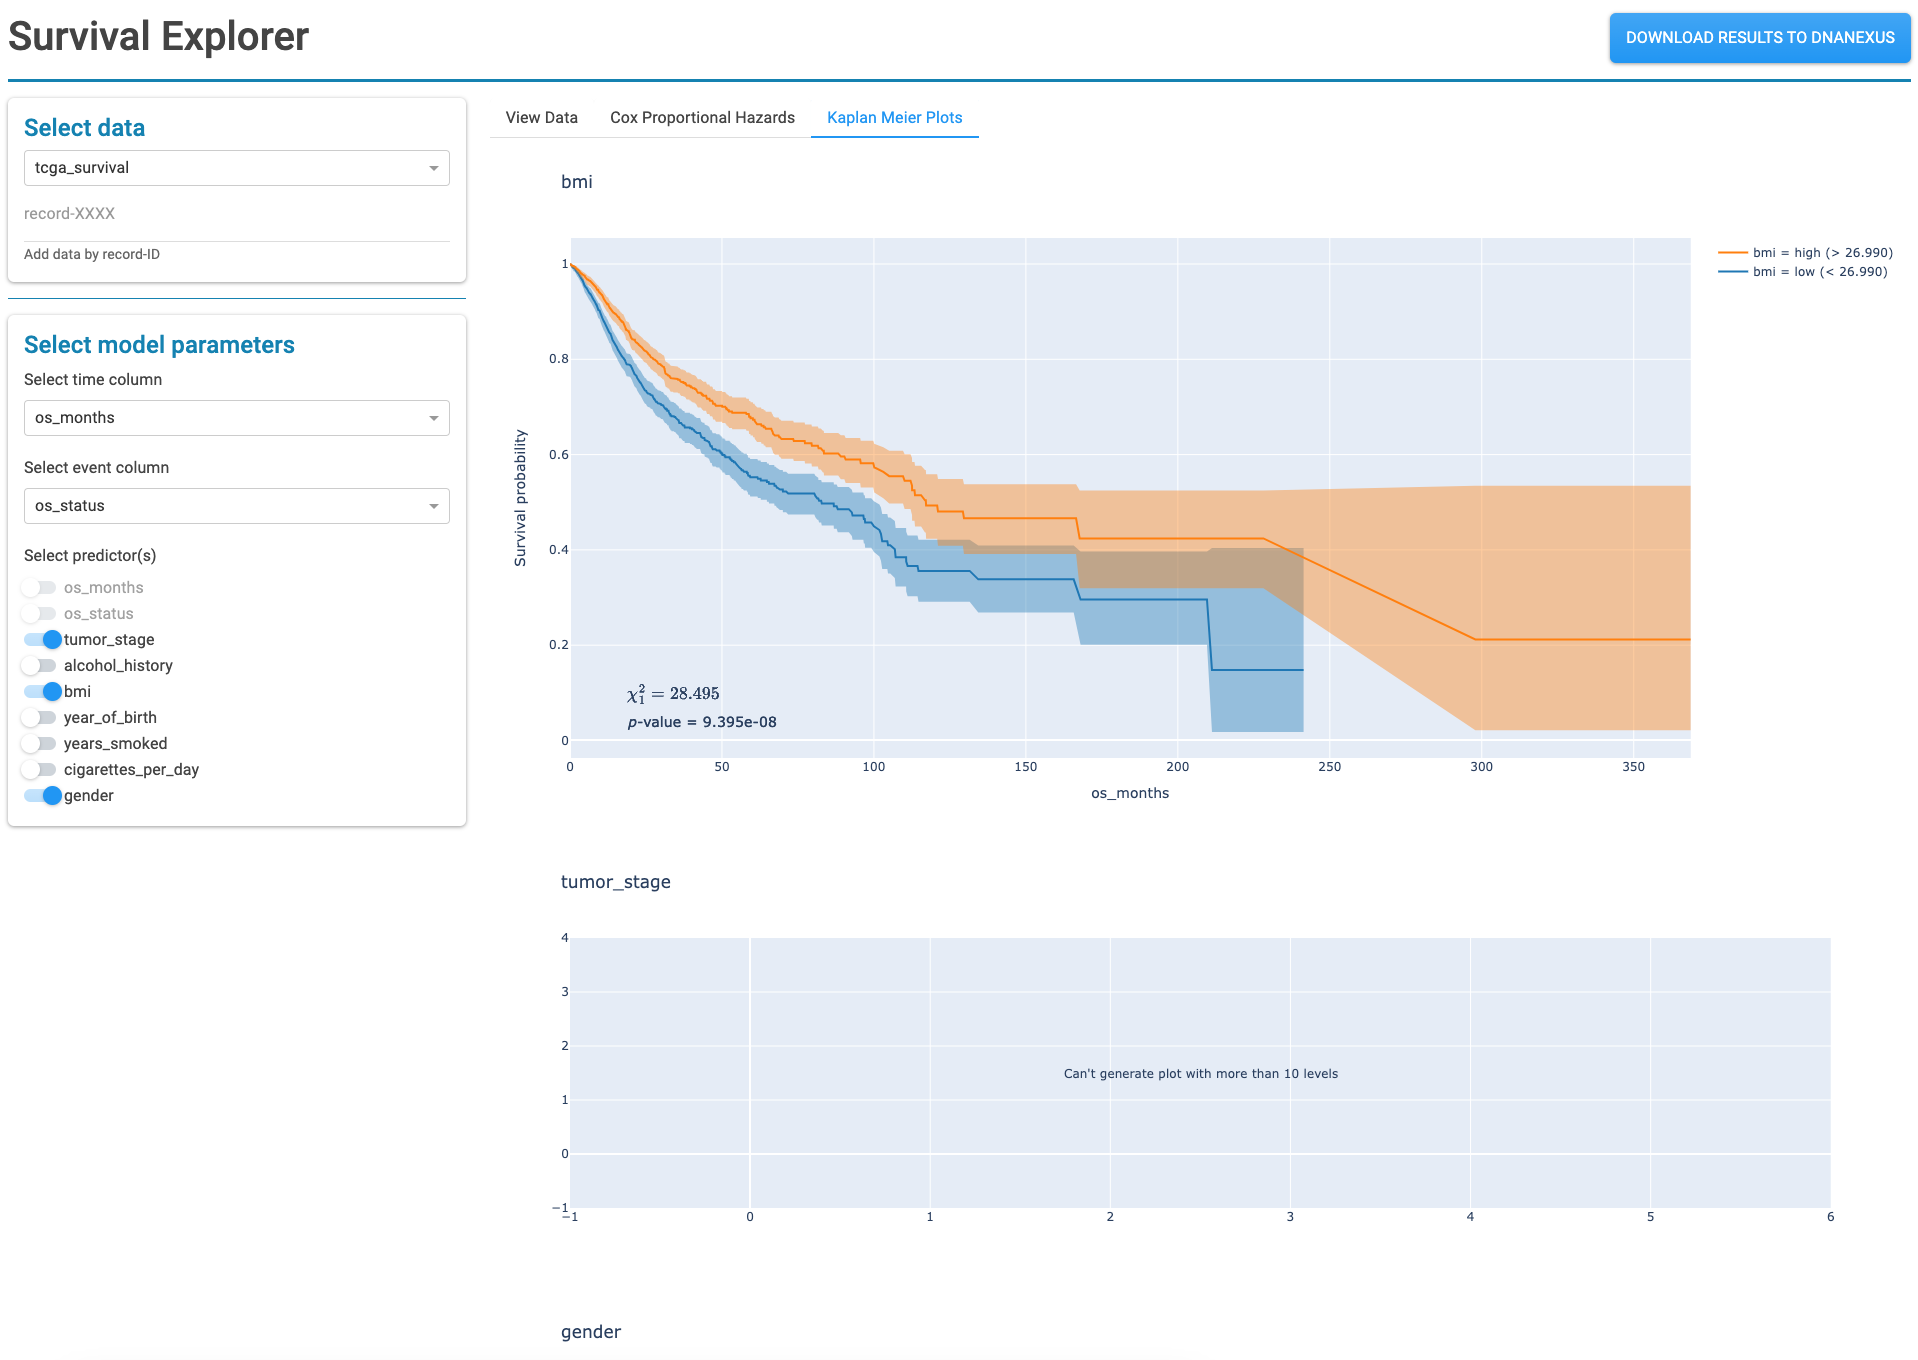 Survival Explorer
DOWNLOAD RESULTS TO DNANEXUS
Select data
tcga_survival
record-XXXX
Add data by record-ID
Select model parameters
Select time column
os_months
Select event column
os_status
Select predictor(s)
os_months
os_status
tumor_stage
alcohol_history
bmi
year_of_birth
years_smoked
cigarettes_per_day
gender
View Data
Cox Proportional Hazards
Kaplan Meier Plots
bmi
bmi = high (> 26.990)
bmi = low (< 26.990)
Survival probability
1
0.8
0.6
0.4
0.2
0
χ²₁ = 28.495
p-value = 9.395e-08
0 50 100 150 200 250 300 350
os_months
tumor_stage
4
3
2
1
0
−1
Can't generate plot with more than 10 levels
−1 0 1 2 3 4 5 6
gender